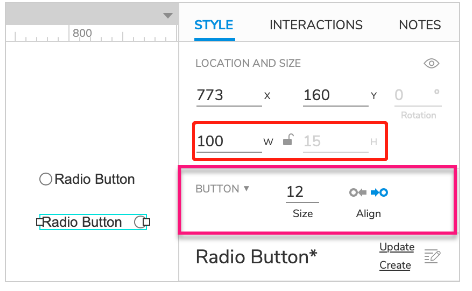 800
STYLE INTERACTIONS NOTES
LOCATION AND SIZE
773 X 160 Y 0 °
Rotation
100 W 15 H
Radio Button
Radio Button
BUTTON ▼ 12
Size Align
Radio Button* Update
Create